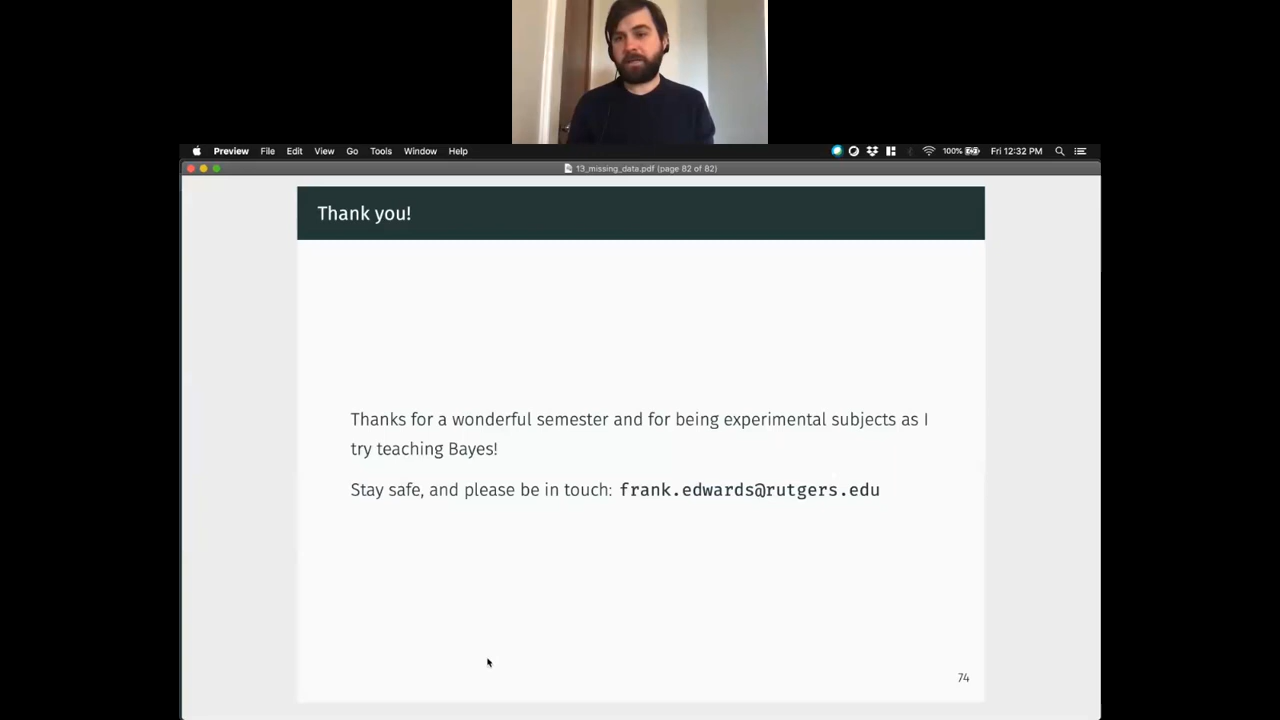 Preview File Edit View Go Tools Window Help 100% Fri 12:32 PM
13_missing_data.pdf (page 82 of 82)
Thank you!
Thanks for a wonderful semester and for being experimental subjects as I
try teaching Bayes!
Stay safe, and please be in touch: frank.edwards@rutgers.edu
74